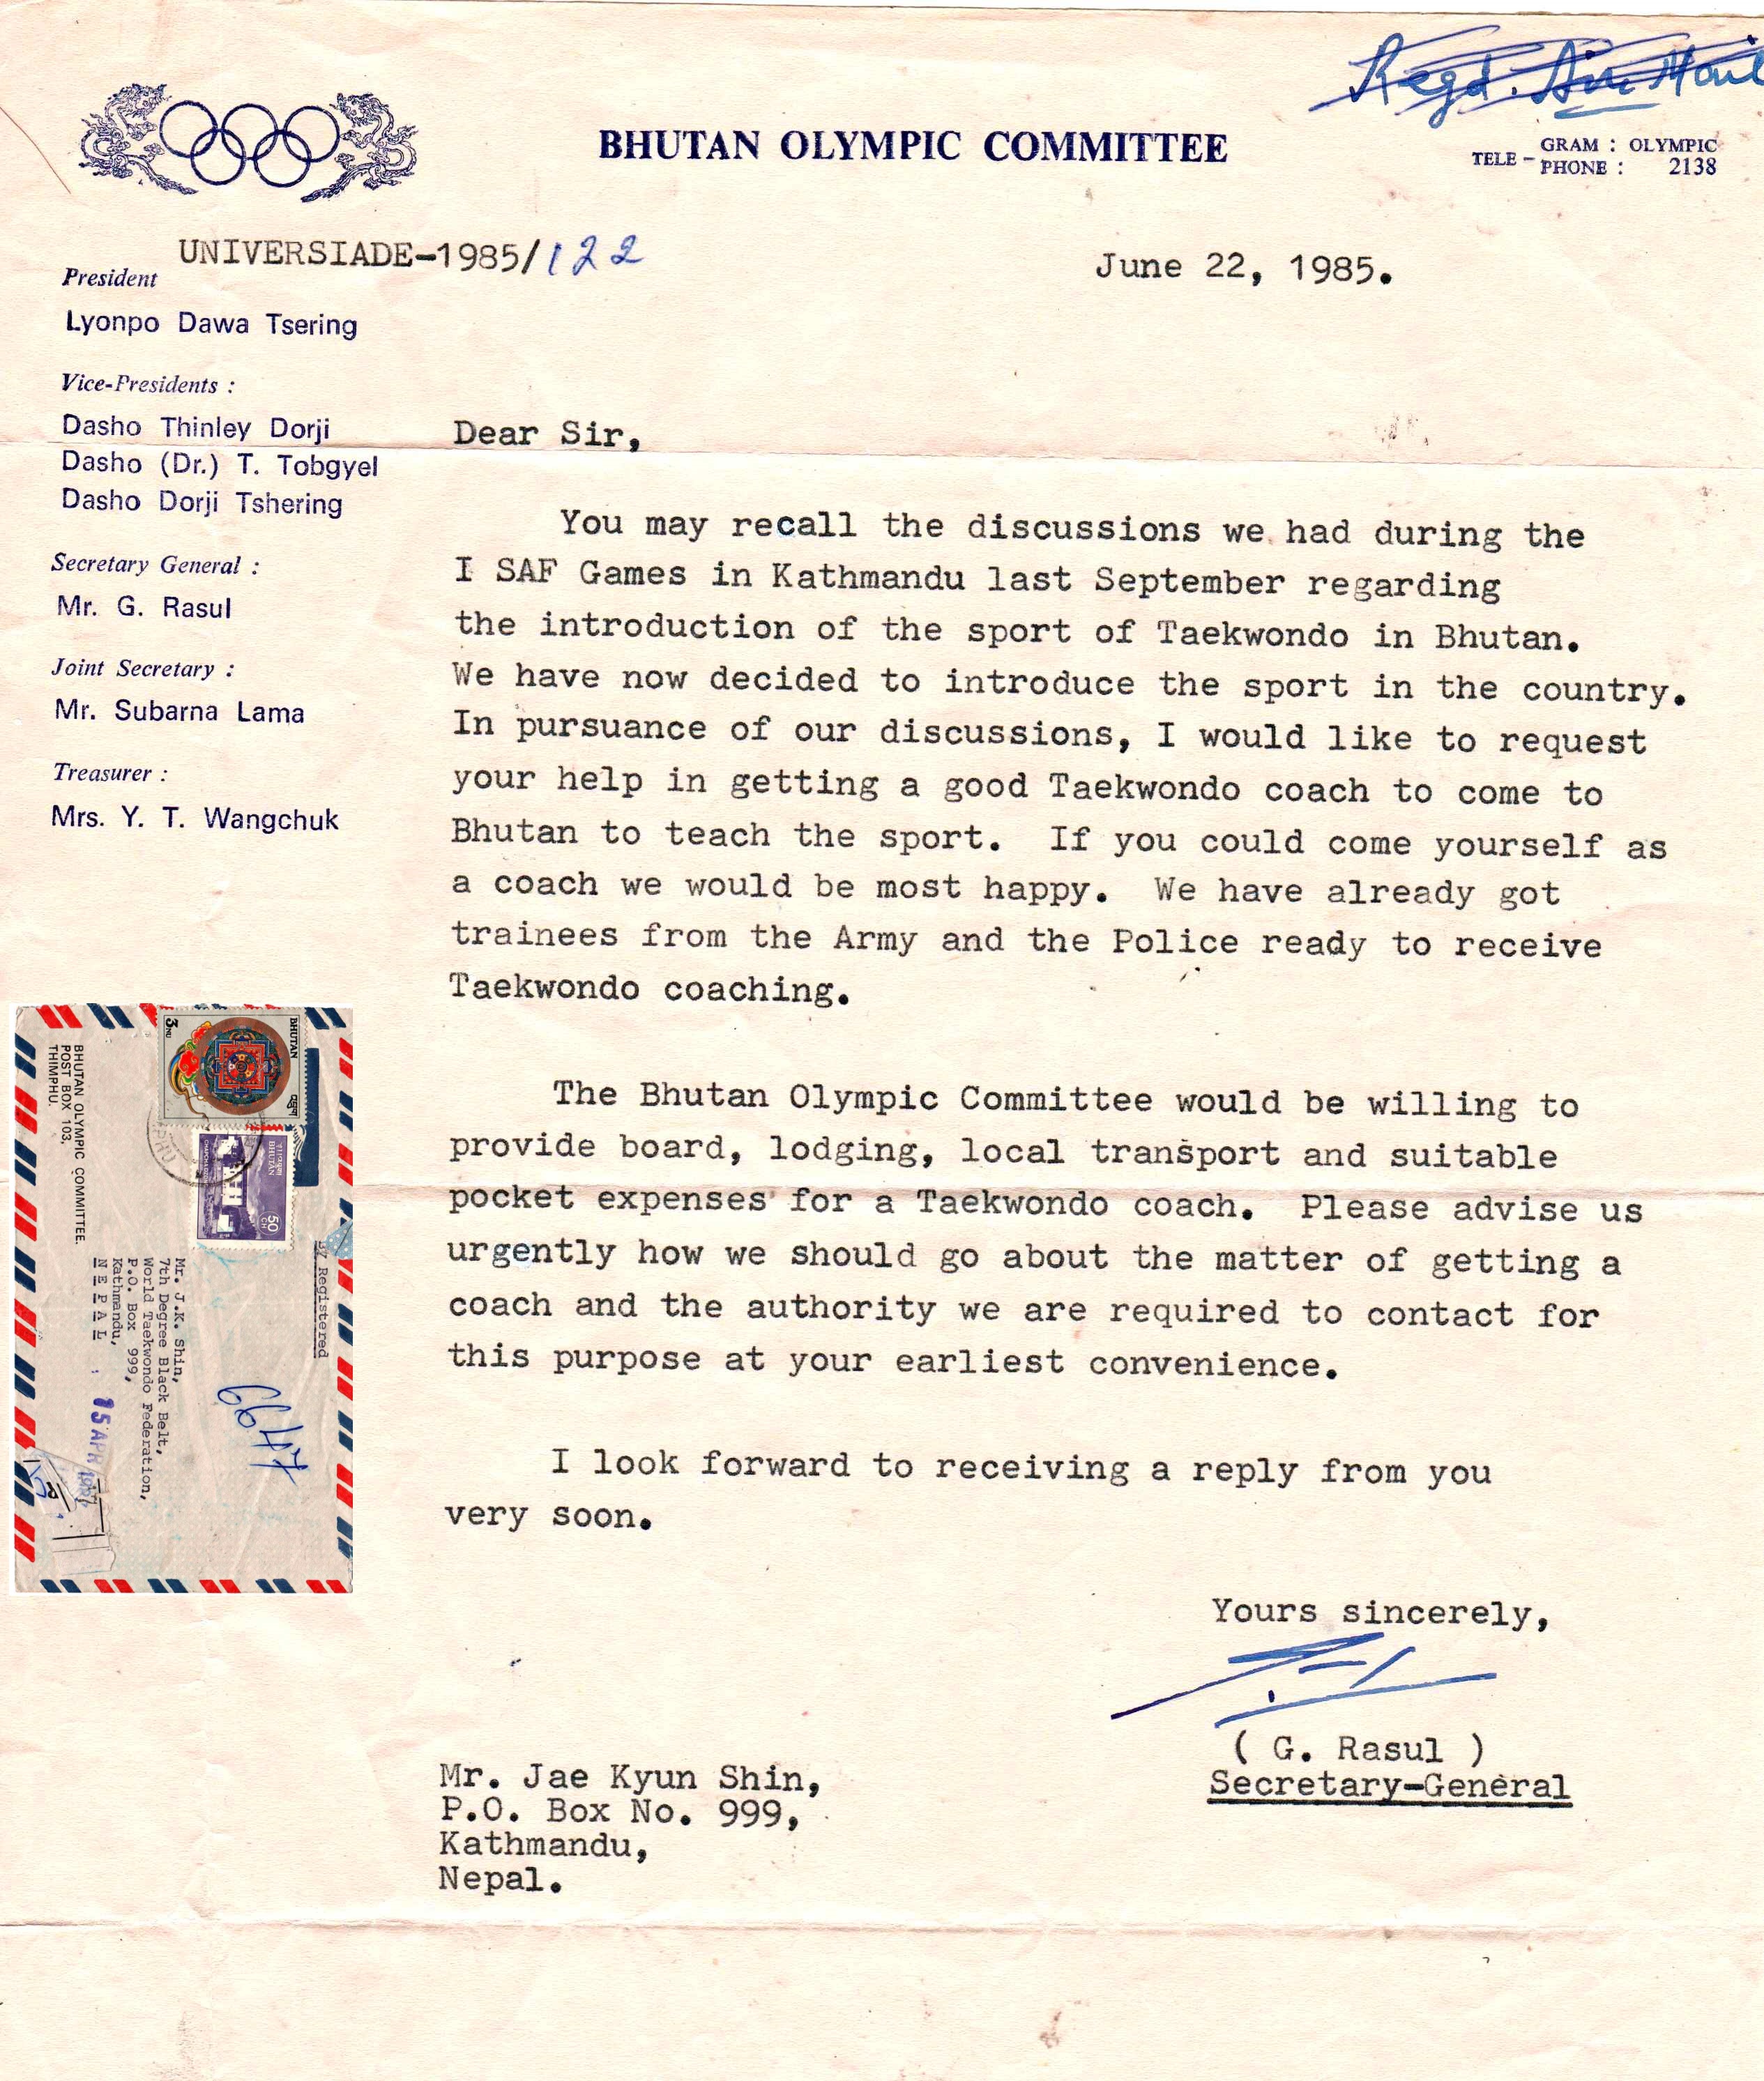 Regd. Air Mail
BHUTAN OLYMPIC COMMITTEE
TELE - GRAM : OLYMPIC
PHONE : 2138
UNIVERSIADE-1985/122
June 22, 1985.
President
Lyonpo Dawa Tsering
Vice-Presidents :
Dasho Thinley Dorji
Dasho (Dr.) T. Tobgyel
Dasho Dorji Tshering
Secretary General :
Mr. G. Rasul
Joint Secretary :
Mr. Subarna Lama
Treasurer :
Mrs. Y. T. Wangchuk
Dear Sir,
You may recall the discussions we had during the
I SAF Games in Kathmandu last September regarding
the introduction of the sport of Taekwondo in Bhutan.
We have now decided to introduce the sport in the country.
In pursuance of our discussions, I would like to request
your help in getting a good Taekwondo coach to come to
Bhutan to teach the sport. If you could come yourself as
a coach we would be most happy. We have already got
trainees from the Army and the Police ready to receive
Taekwondo coaching.
The Bhutan Olympic Committee would be willing to
provide board, lodging, local transport and suitable
pocket expenses for a Taekwondo coach. Please advise us
urgently how we should go about the matter of getting a
coach and the authority we are required to contact for
this purpose at your earliest convenience.
I look forward to receiving a reply from you
very soon.
Yours sincerely,
( G. Rasul )
Secretary-General
Mr. Jae Kyun Shin,
P.O. Box No. 999,
Kathmandu,
Nepal.
BHUTAN
3 NU
BHUTAN
50 CH
BHUTAN OLYMPIC COMMITTEE.
POST BOX 103,
THIMPHU.
By Registered
6647
Mr. J.K. Shin,
7th Degree Black Belt,
World Taekwondo Federation,
P.O. Box 999,
Kathmandu,
NEPAL
15 APR